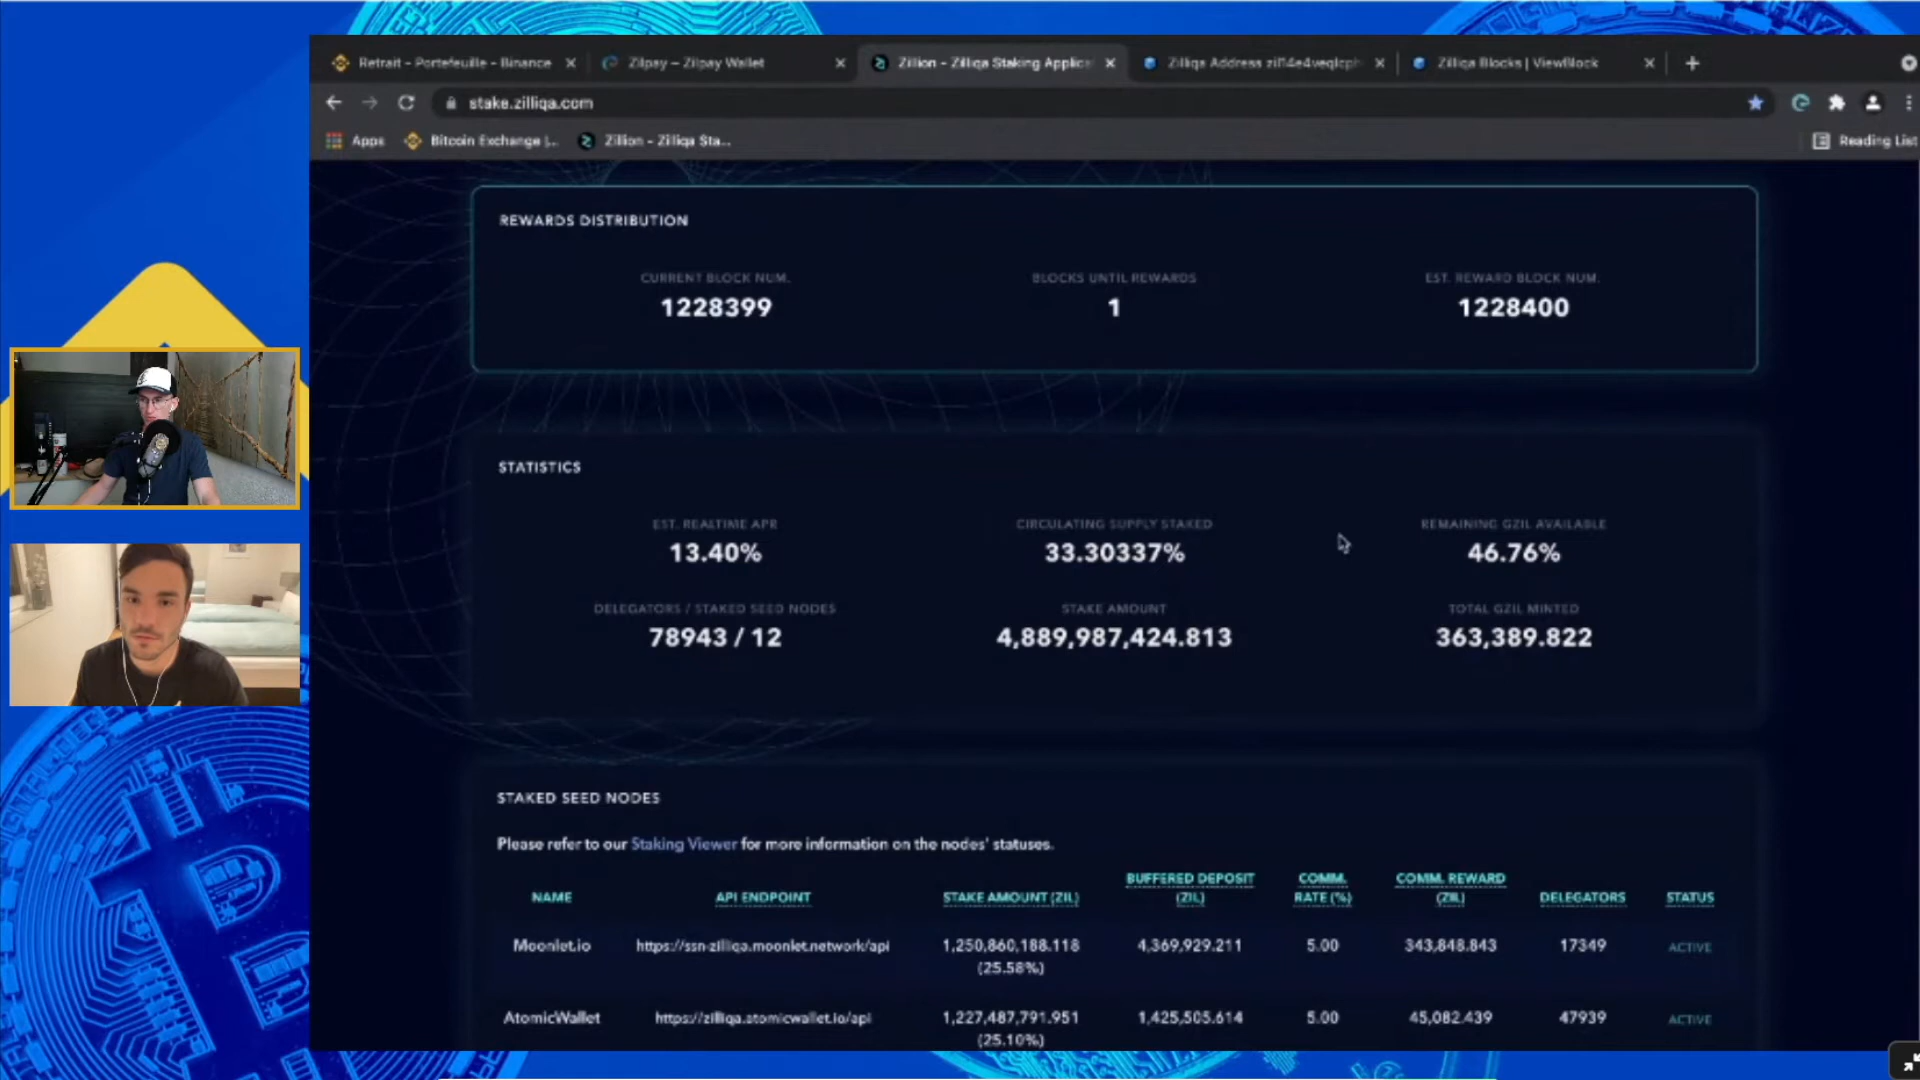 Retrait - Portefeuille - Binance
Zilpay – Zilpay Wallet
Zillion - Zilliqa Staking Applica
Zilliqa Address
Zilliqa Blocks | ViewBlock
stake.zilliqa.com
Apps
Bitcoin Exchange |...
Zillion - Zilliqa Sta...
Reading List
REWARDS DISTRIBUTION
CURRENT BLOCK NUM.
BLOCKS UNTIL REWARDS
EST. REWARD BLOCK NUM.
1228399
1
1228400
STATISTICS
EST. REALTIME APR
CIRCULATING SUPPLY STAKED
REMAINING GZIL AVAILABLE
13.40%
33.30337%
46.76%
DELEGATORS / STAKED SEED NODES
STAKE AMOUNT
TOTAL GZIL MINTED
78943 / 12
4,889,987,424.813
363,389.822
STAKED SEED NODES
Please refer to our Staking Viewer for more information on the nodes' statuses.
NAME
API ENDPOINT
STAKE AMOUNT (ZIL)
BUFFERED DEPOSIT
(ZIL)
COMM.
RATE (%)
COMM. REWARD
(ZIL)
DELEGATORS
STATUS
Moonlet.io
https://ssn-zilliqa.moonlet.network/api
1,250,860,188.118
(25.58%)
4,369,929.211
5.00
343,848.843
17349
ACTIVE
AtomicWallet
https://zilliqa.atomicwallet.io/api
1,227,487,791.951
(25.10%)
1,425,505.614
5.00
45,082.439
47939
ACTIVE